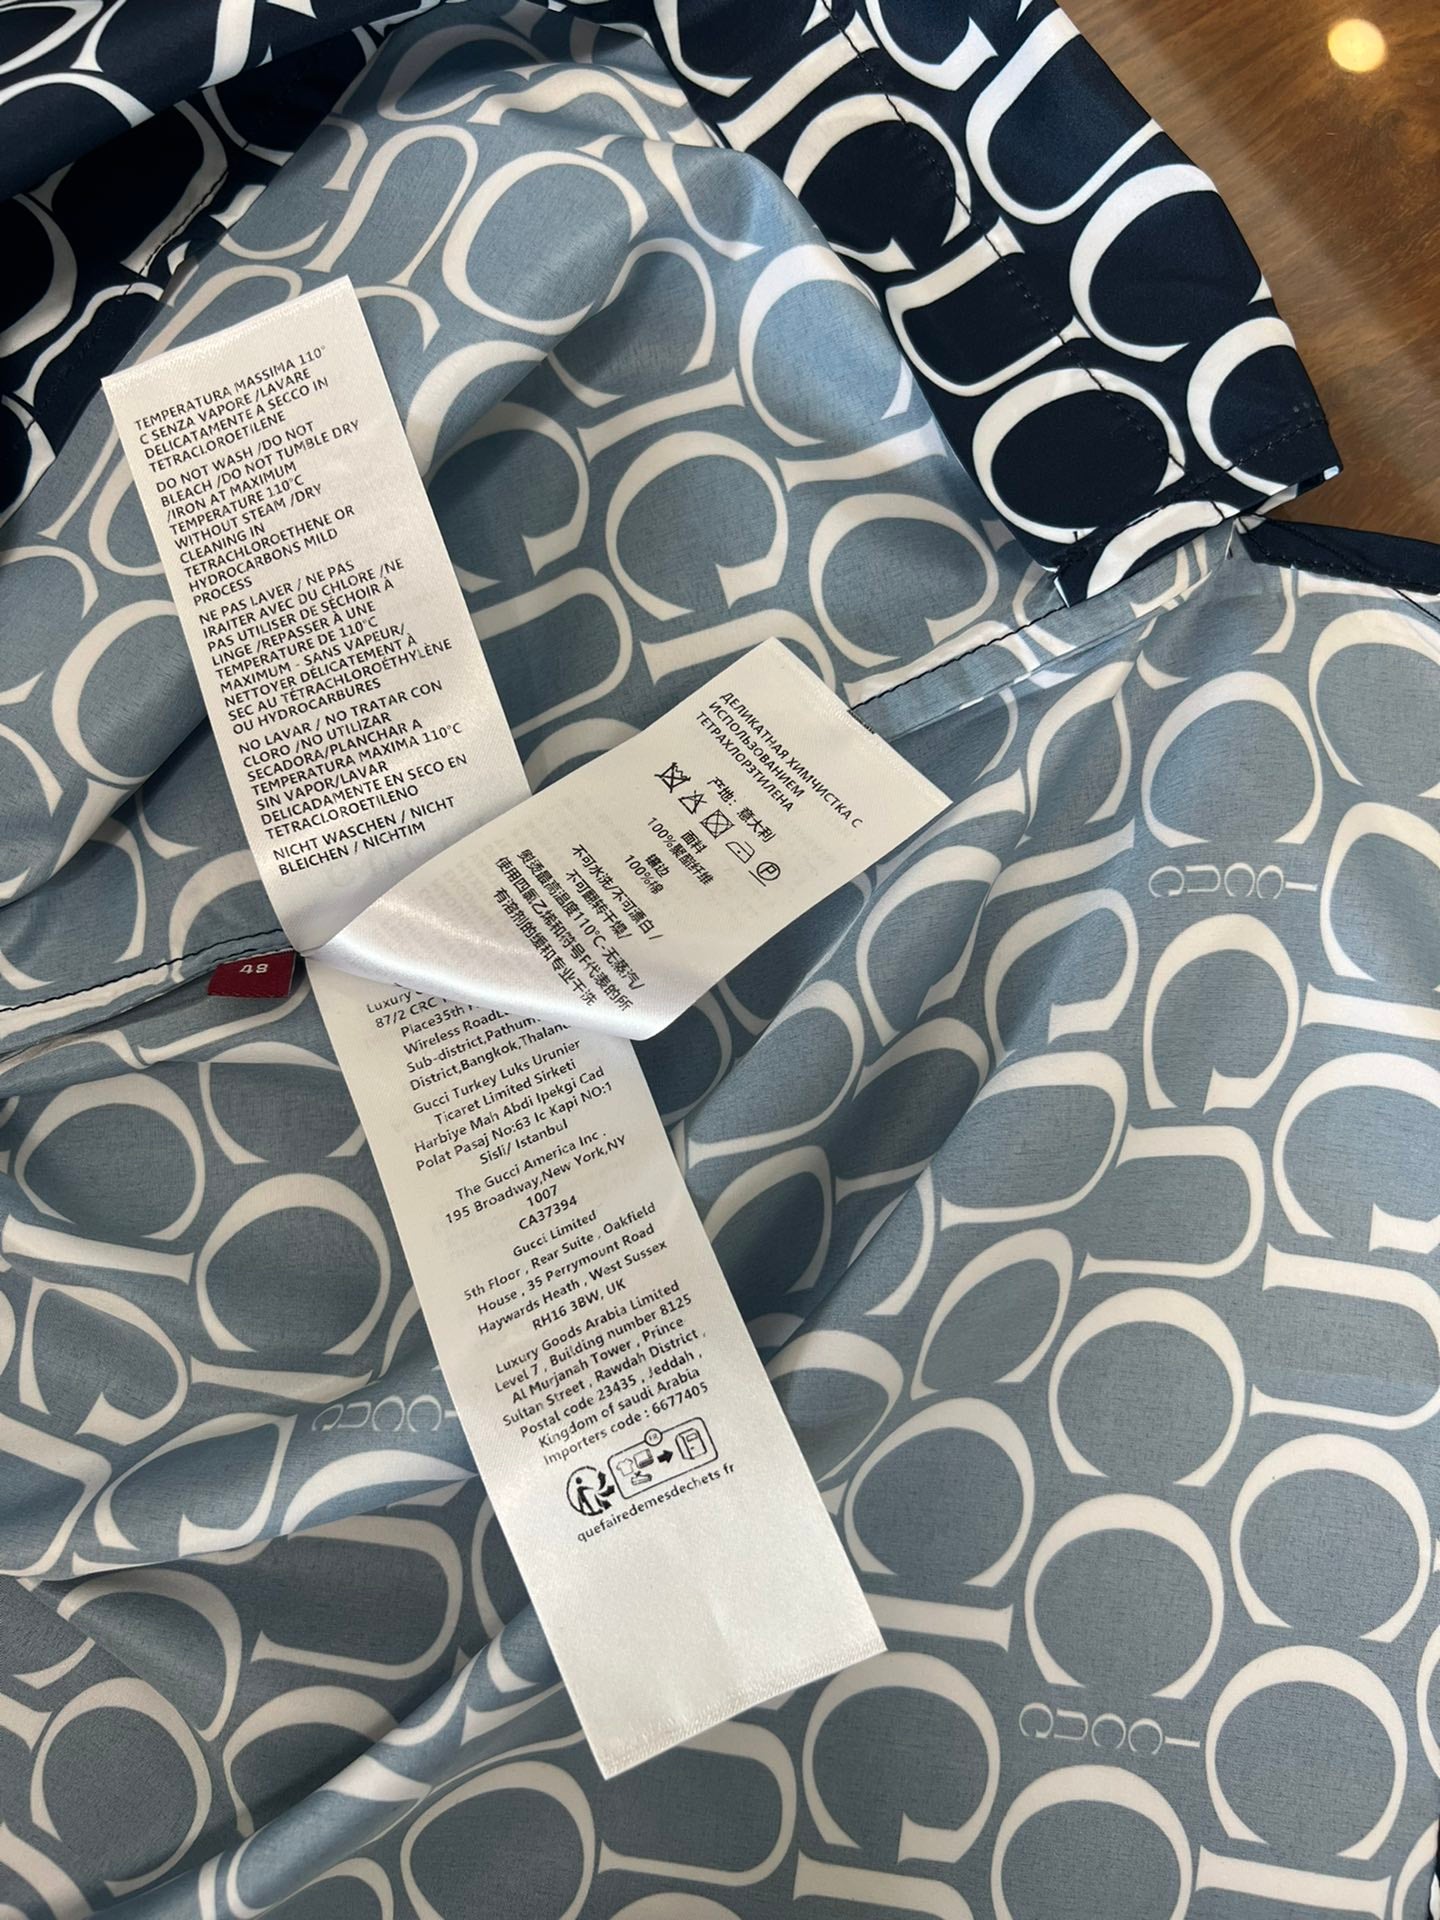 TEMPERATURA MASSIMA 110°
C SENZA VAPORE /LAVARE
DELICATAMENTE A SECCO IN
TETRACLOROETILENE
DO NOT WASH /DO NOT
BLEACH /DO NOT TUMBLE DRY
/IRON AT MAXIMUM
TEMPERATURE 110°C
WITHOUT STEAM /DRY
CLEANING IN
TETRACHLOROETHENE OR
HYDROCARBONS MILD
PROCESS
NE PAS LAVER / NE PAS
IRAITER AVEC DU CHLORE /NE
PAS UTILISER DE SÉCHOIR À
LINGE /REPASSER À UNE
TEMPERATURE DE 110°C
MAXIMUM - SANS VAPEUR/
NETTOYER DÉLICATEMENT À
SEC AU TÉTRACHLOROÉTHYLÈNE
OU HYDROCARBURES
NO LAVAR / NO TRATAR CON
CLORO /NO UTILIZAR
SECADORA/PLANCHAR A
TEMPERATURA MAXIMA 110°C
SIN VAPOR/LAVAR
DELICADAMENTE EN SECO EN
TETRACLOROETILENO
NICHT WASCHEN / NICHT
BLEICHEN / NICHTIM
48
ДЕЛИКАТНАЯ ХИМЧИСТКА С
ИСПОЛЬЗОВАНИЕМ
ТЕТРАХЛОРЗТИЛЕНА
产地：意大利
面料
100%聚酯纤维
镶边
100%棉
不可水洗/不可漂白 /
不可翻转干燥/
熨烫最高温度110°C-无蒸汽/
使用四氯乙烯和符号F代表的所
有溶剂的缓和专业干洗
Luxury
87/2 CRC
Place35th
Wireless
Sub-district,
District,Bangkok,
Gucci Turkey Luks Urunier
Ticaret Limited Sirketi
Harbiye Mah Abdi Ipekgi Cad
Polat Pasaj No:63 Ic Kapi NO:1
Sisli/ Istanbul
The Gucci America Inc .
195 Broadway,New York,NY
1007
CA37394
Gucci Limited
5th Floor , Rear Suite , Oakfield
House , 35 Perrymount Road
Haywards Heath , West Sussex
RH16 3BW, UK
Luxury Goods Arabia Limited
Level 7 , Building number 8125
Al Murjanah Tower , Prince
Sultan Street , Rawdah District ,
Postal code 23435 , Jeddah ,
Kingdom of saudi Arabia
Importers code : 6677405
FR
quefairedemesdechets fr